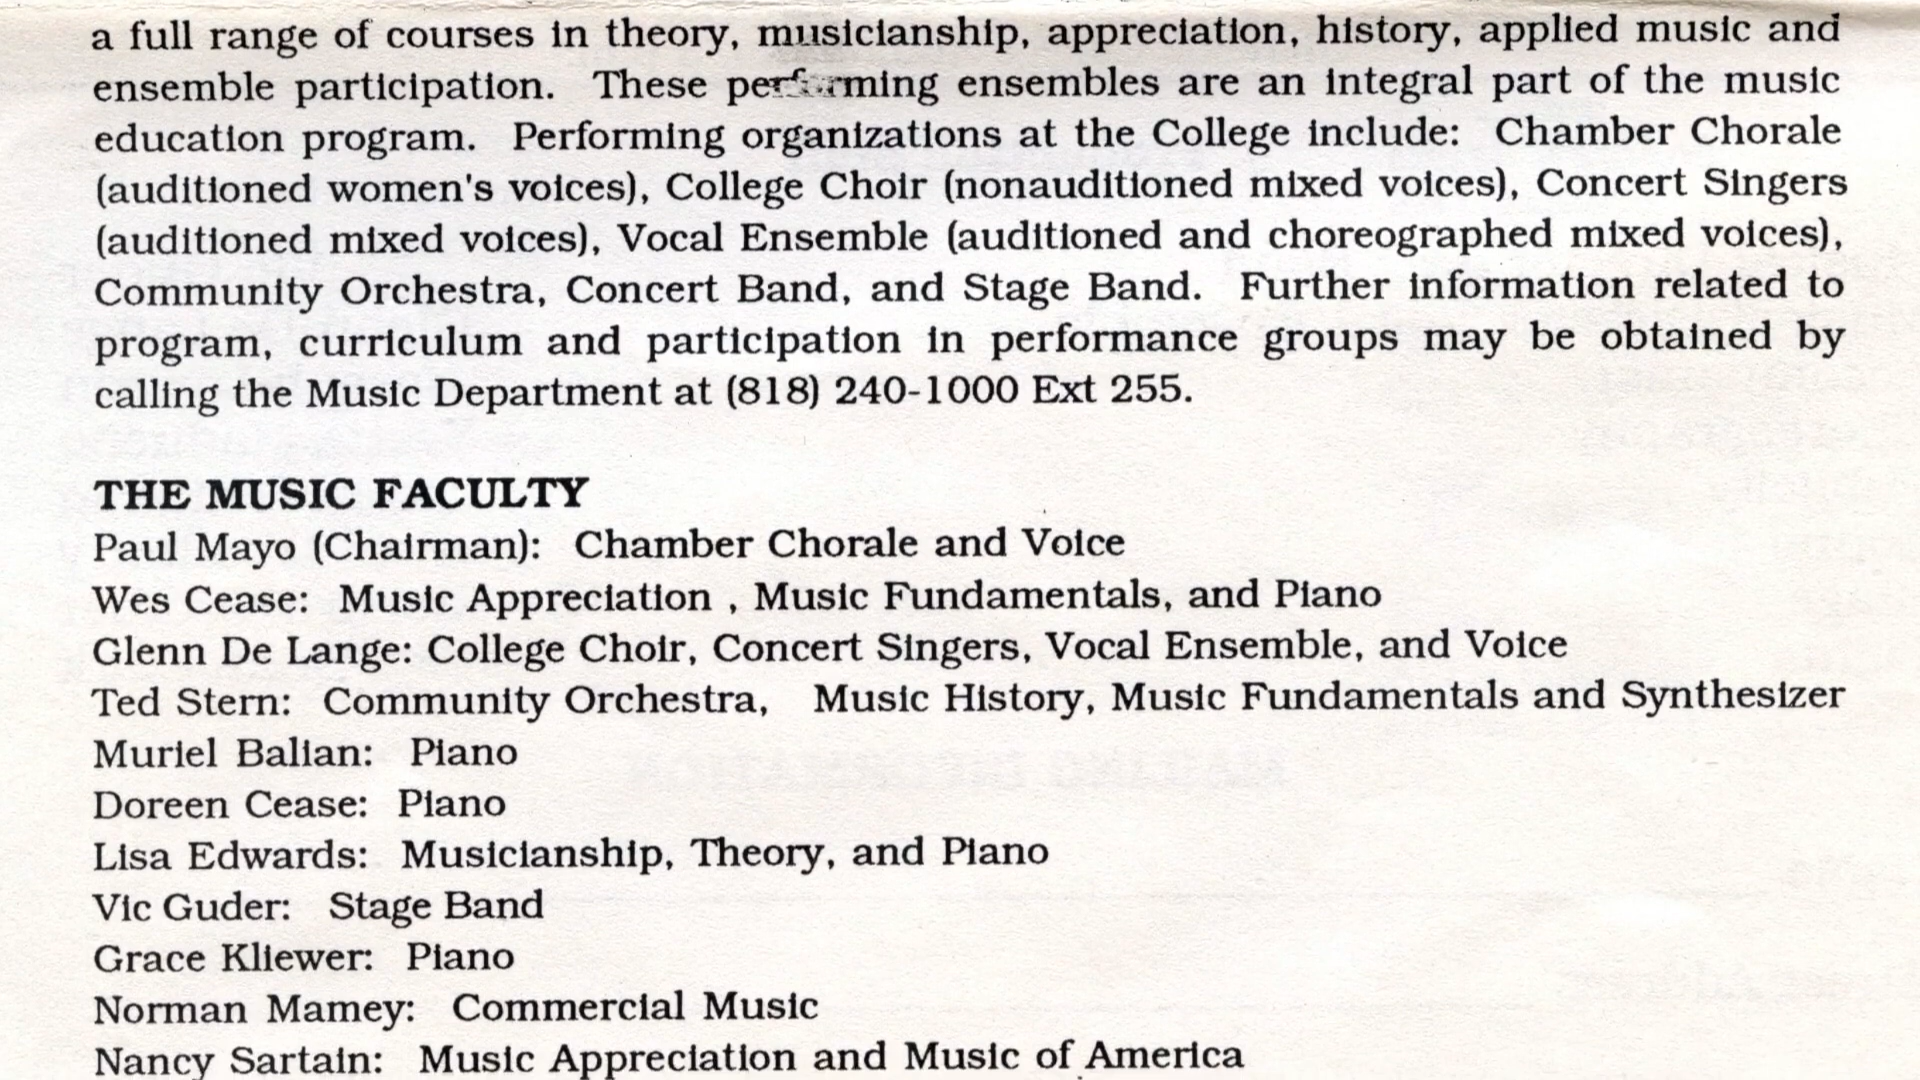 a full range of courses in theory, musicianship, appreciation, history, applied music and
ensemble participation. These performing ensembles are an integral part of the music
education program. Performing organizations at the College include: Chamber Chorale
(auditioned women's voices), College Choir (nonauditioned mixed voices), Concert Singers
(auditioned mixed voices), Vocal Ensemble (auditioned and choreographed mixed voices),
Community Orchestra, Concert Band, and Stage Band. Further information related to
program, curriculum and participation in performance groups may be obtained by
calling the Music Department at (818) 240-1000 Ext 255.
THE MUSIC FACULTY
Paul Mayo (Chairman): Chamber Chorale and Voice
Wes Cease: Music Appreciation , Music Fundamentals, and Piano
Glenn De Lange: College Choir, Concert Singers, Vocal Ensemble, and Voice
Ted Stern: Community Orchestra, Music History, Music Fundamentals and Synthesizer
Muriel Balian: Piano
Doreen Cease: Piano
Lisa Edwards: Musicianship, Theory, and Piano
Vic Guder: Stage Band
Grace Kliewer: Piano
Norman Mamey: Commercial Music
Nancy Sartain: Music Appreciation and Music of America